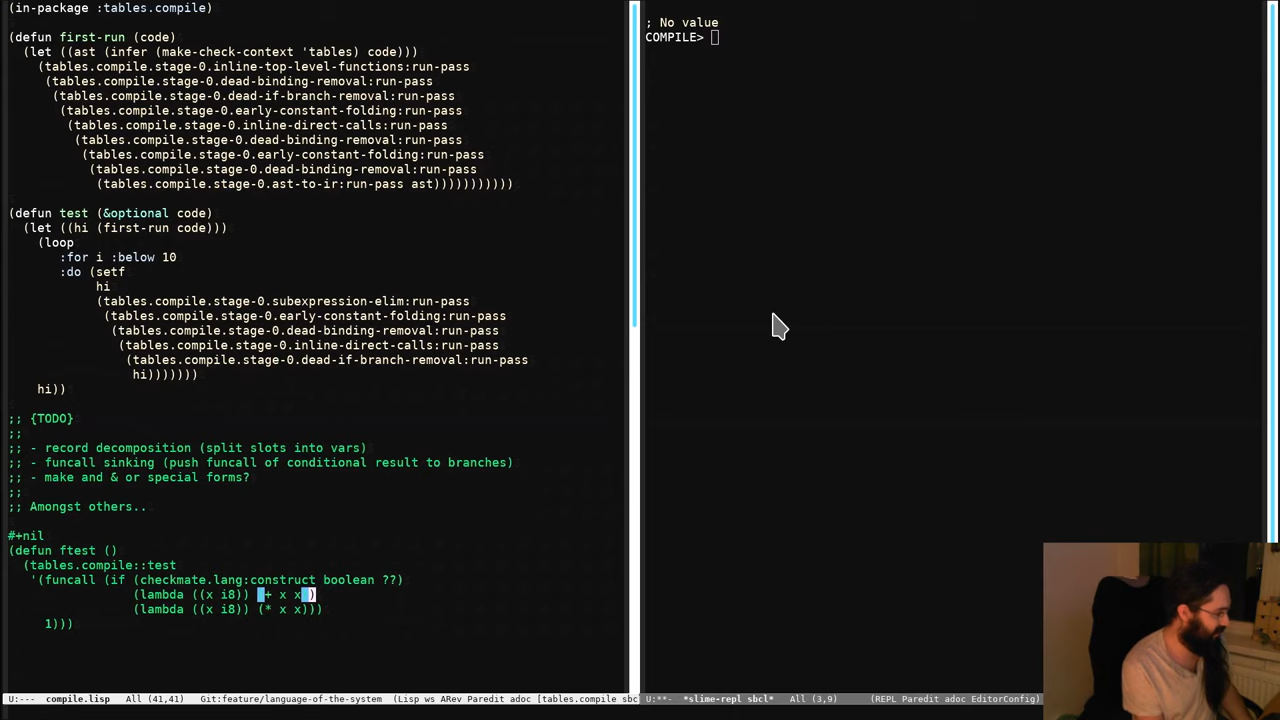 (in-package :tables.compile)
(defun first-run (code)
(let ((ast (infer (make-check-context 'tables) code)))
(tables.compile.stage-0.inline-top-level-functions:run-pass
(tables.compile.stage-0.dead-binding-removal:run-pass
(tables.compile.stage-0.dead-if-branch-removal:run-pass
(tables.compile.stage-0.early-constant-folding:run-pass
(tables.compile.stage-0.inline-direct-calls:run-pass
(tables.compile.stage-0.dead-binding-removal:run-pass
(tables.compile.stage-0.early-constant-folding:run-pass
(tables.compile.stage-0.dead-binding-removal:run-pass
(tables.compile.stage-0.ast-to-ir:run-pass ast)))))))))))
(defun test (&optional code)
(let ((hi (first-run code)))
(loop
:for i :below 10
:do (setf
hi
(tables.compile.stage-0.subexpression-elim:run-pass
(tables.compile.stage-0.early-constant-folding:run-pass
(tables.compile.stage-0.dead-binding-removal:run-pass
(tables.compile.stage-0.inline-direct-calls:run-pass
(tables.compile.stage-0.dead-if-branch-removal:run-pass
hi)))))))
hi))
;; {TODO}
;;
;; - record decomposition (split slots into vars)
;; - funcall sinking (push funcall of conditional result to branches)
;; - make and & or special forms?
;;
;; Amongst others..
#+nil
(defun ftest ()
(tables.compile::test
'(funcall (if (checkmate.lang:construct boolean ??)
(lambda ((x i8)) (+ x x))
(lambda ((x i8)) (* x x)))
1)))
U:--- compile.lisp All (41,41) Git:feature/language-of-the-system (Lisp ws ARev Paredit adoc [tables.compile sbc
; No value
COMPILE>
U:**- *slime-repl sbcl* All (3,9) (REPL Paredit adoc EditorConfig)